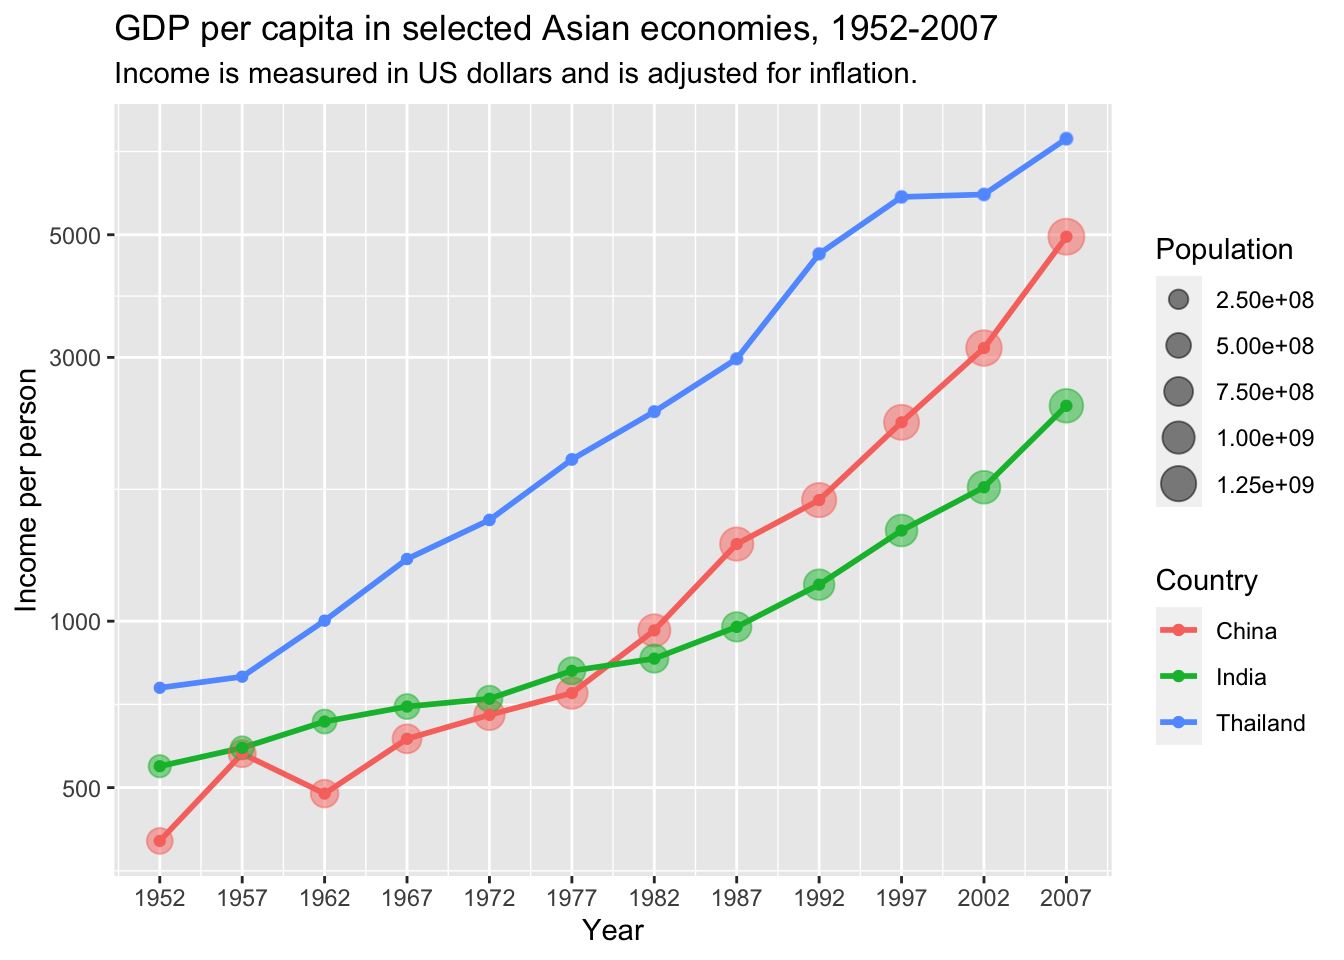 GDP per capita in selected Asian economies, 1952-2007
Income is measured in US dollars and is adjusted for inflation.
5000
3000
1000
500
Income per person
1952 1957 1962 1967 1972 1977 1982 1987 1992 1997 2002 2007
Year
Population
2.50e+08
5.00e+08
7.50e+08
1.00e+09
1.25e+09
Country
China
India
Thailand